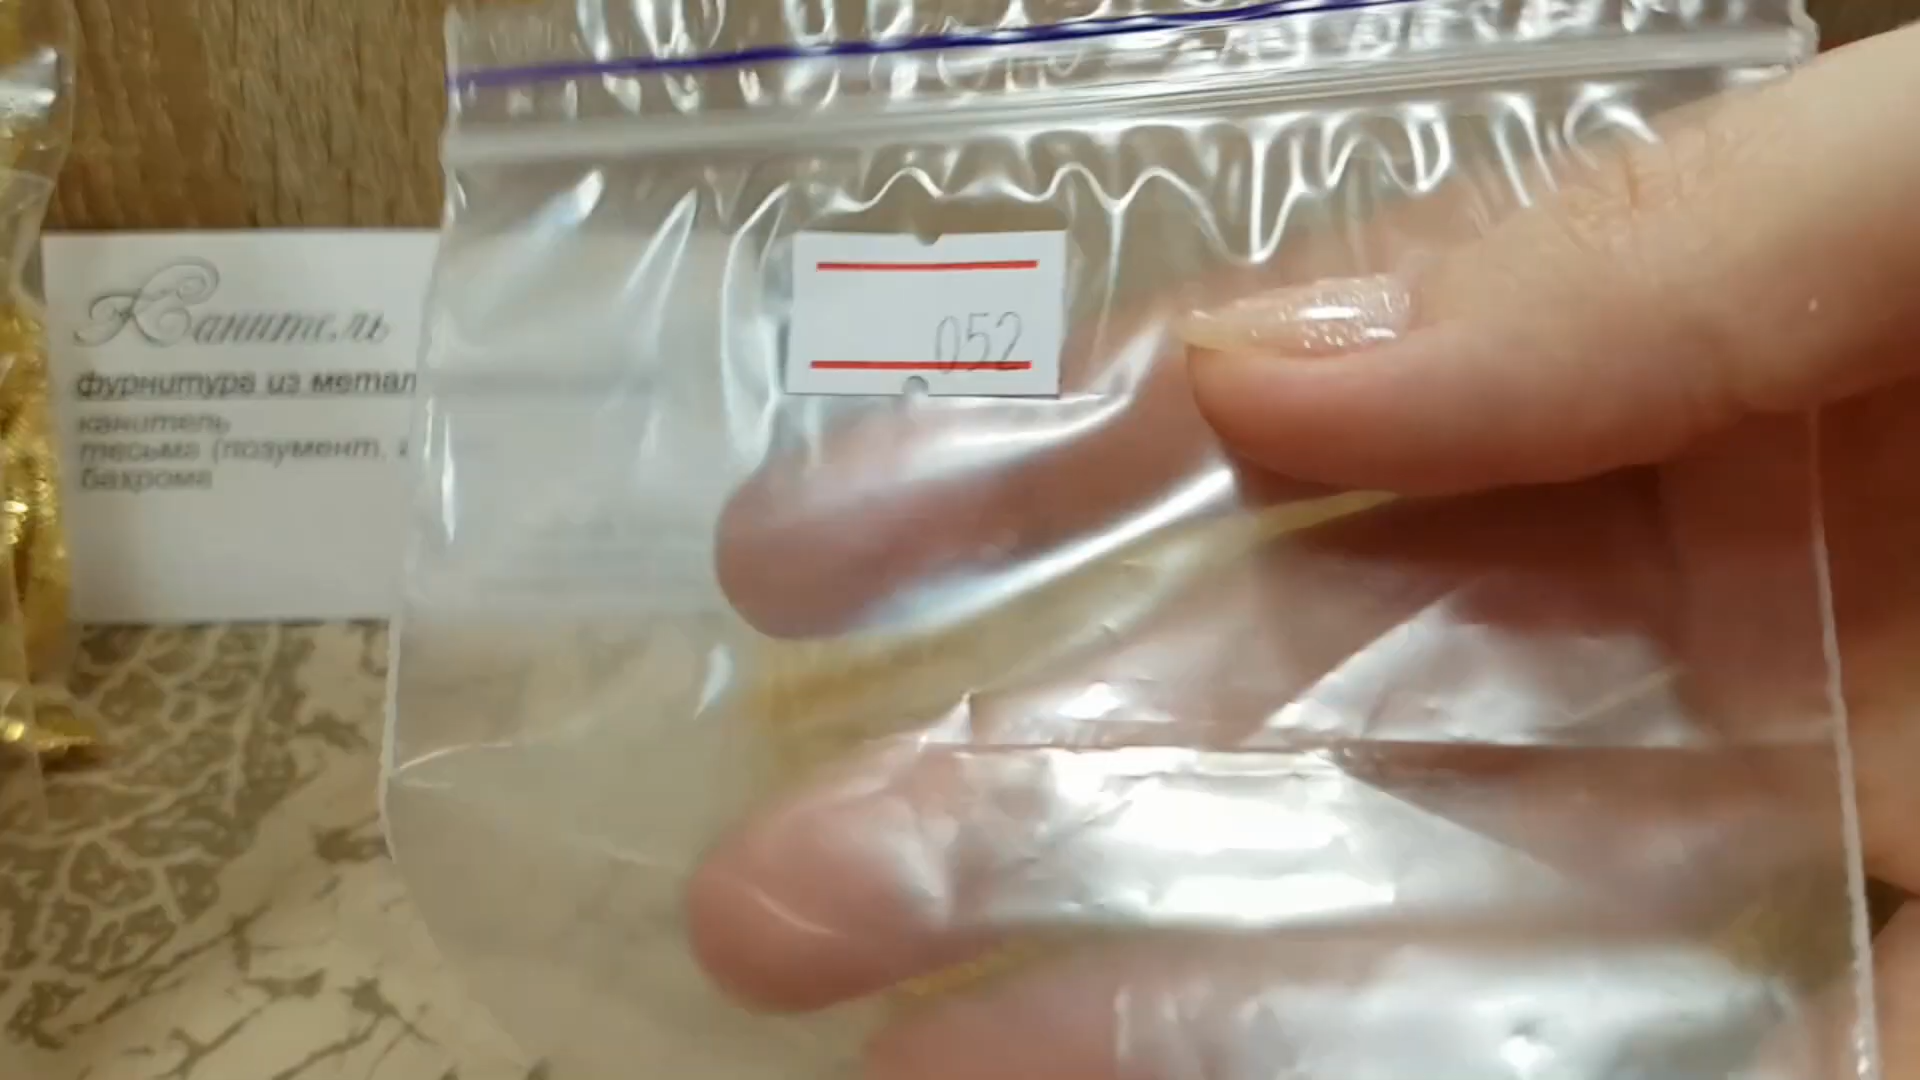 Канитель
фурнитура из метал
канитель
тесьма (позумент,
бахрома
052